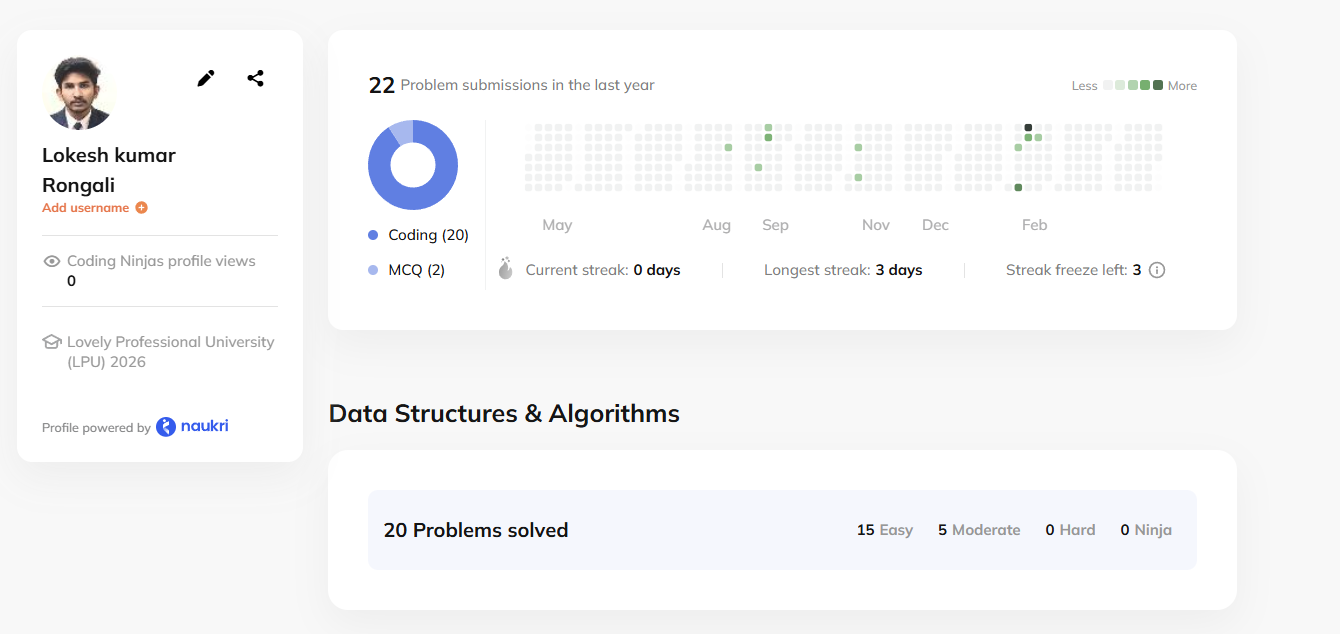 Lokesh kumar
Rongali
Add username
Coding Ninjas profile views
0
Lovely Professional University
(LPU) 2026
Profile powered by naukri
22 Problem submissions in the last year
Less More
Coding (20)
MCQ (2)
May Aug Sep Nov Dec Feb
Current streak: 0 days Longest streak: 3 days Streak freeze left: 3
Data Structures & Algorithms
20 Problems solved 15 Easy 5 Moderate 0 Hard 0 Ninja